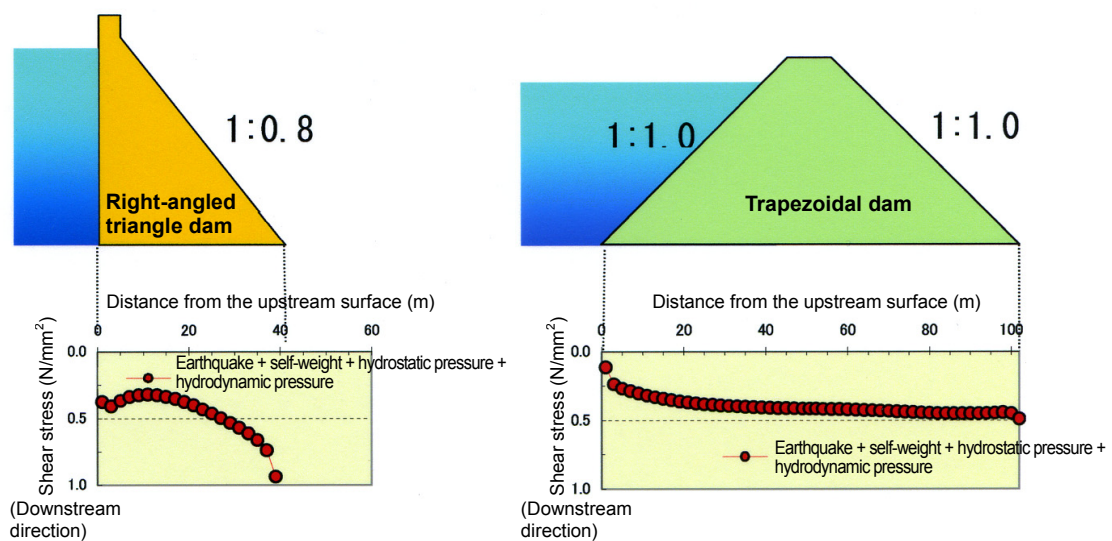 1:0.8
Right-angled
triangle dam
Distance from the upstream surface (m)
0 20 40 60
Shear stress (N/mm²)
0.0
0.5
1.0
Earthquake + self-weight + hydrostatic pressure +
hydrodynamic pressure
(Downstream
direction)
1:1.0
1:1.0
Trapezoidal dam
Distance from the upstream surface (m)
0 20 40 60 80 100
Shear stress (N/mm²)
0.0
0.5
1.0
Earthquake + self-weight + hydrostatic pressure +
hydrodynamic pressure
(Downstream
direction)